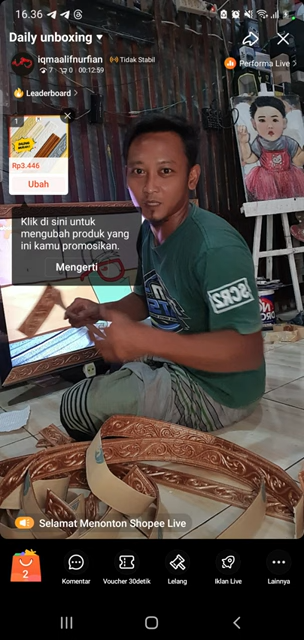 16.36
Daily unboxing
iqmaalifnurfian
Tidak Stabil
7 0 00:12:59
Performa Live >
Leaderboard >
1
Rp3.446
Ubah
Klik di sini untuk
mengubah produk yang
ini kamu promosikan.
Mengerti
SCR2
Selamat Menonton Shopee Live
2
Komentar
Voucher 30detik
Lelang
Iklan Live
Lainnya